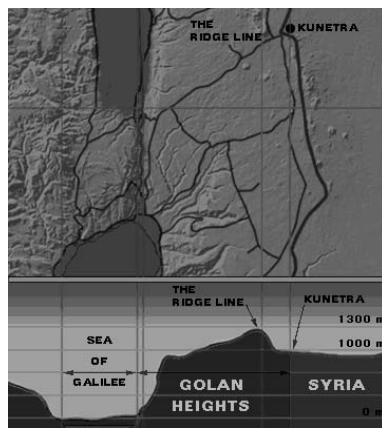 THE
RIDGE LINE
KUNETRA
THE
RIDGE LINE
KUNETRA
1300 m
SEA
OF
GALILEE
1000 m
GOLAN
HEIGHTS
SYRIA
0 m